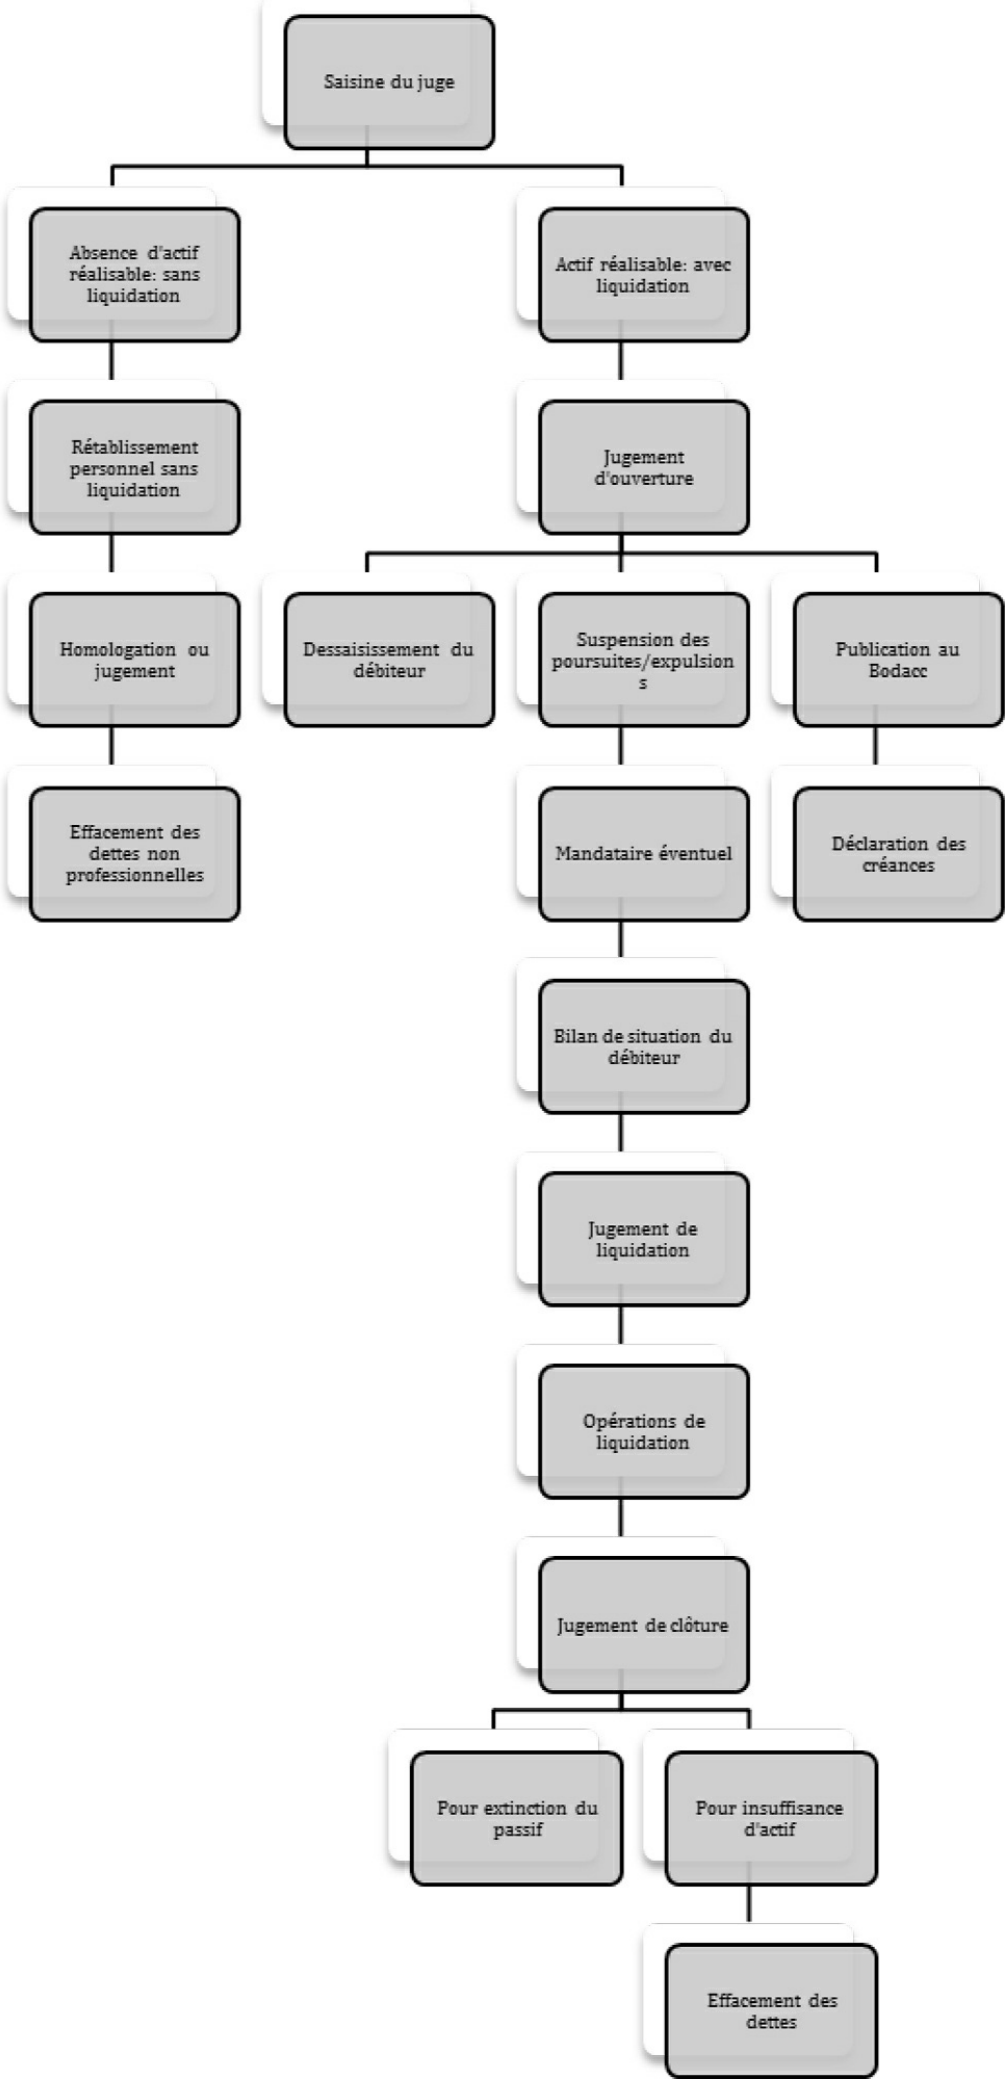 Saisine du juge
Absence d'actif
réalisable: sans
liquidation
Actif réalisable: avec
liquidation
Rétablissement
personnel sans
liquidation
Jugement
d'ouverture
Homologation ou
jugement
Dessaisissement du
débiteur
Suspension des
poursuites/expulsion
s
Publication au
Bodacc
Effacement des
dettes non
professionnelles
Mandataire éventuel
Déclaration des
créances
Bilan de situation du
débiteur
Jugement de
liquidation
Opérations de
liquidation
Jugement de clôture
Pour extinction du
passif
Pour insuffisance
d'actif
Effacement des
dettes